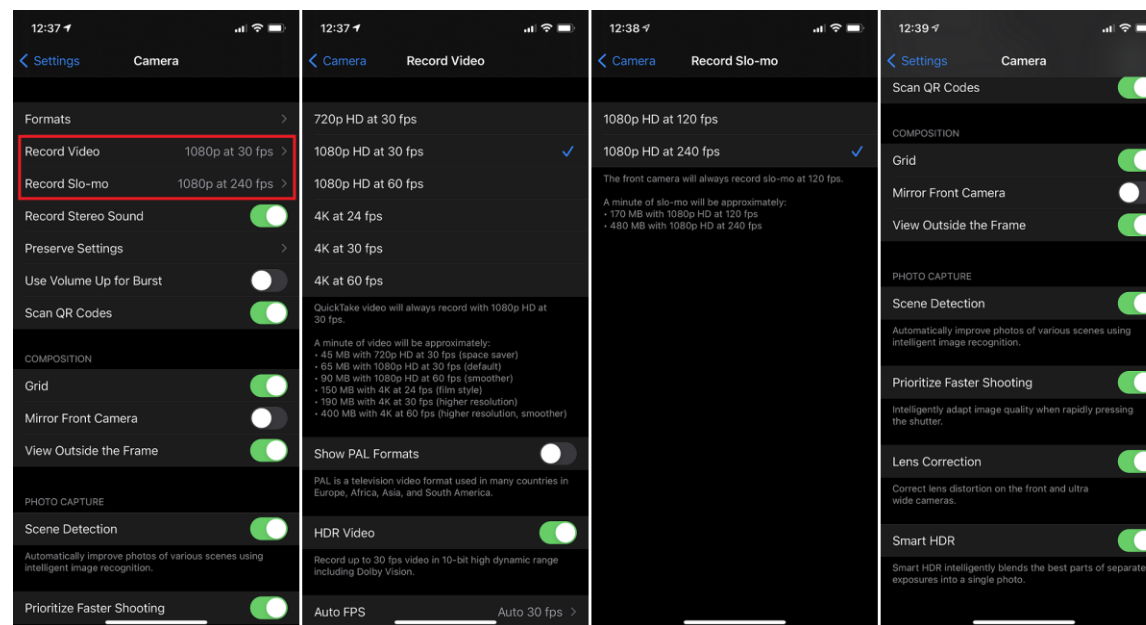 12:37
Settings
Camera
Formats
Record Video
1080p at 30 fps
Record Slo-mo
1080p at 240 fps
Record Stereo Sound
Preserve Settings
Use Volume Up for Burst
Scan QR Codes
COMPOSITION
Grid
Mirror Front Camera
View Outside the Frame
PHOTO CAPTURE
Scene Detection
Automatically improve photos of various scenes using
intelligent image recognition.
Prioritize Faster Shooting
12:37
Camera
Record Video
720p HD at 30 fps
1080p HD at 30 fps
1080p HD at 60 fps
4K at 24 fps
4K at 30 fps
4K at 60 fps
QuickTake video will always record with 1080p HD at
30 fps.
A minute of video will be approximately:
• 45 MB with 720p HD at 30 fps (space saver)
• 65 MB with 1080p HD at 30 fps (default)
• 90 MB with 1080p HD at 60 fps (smoother)
• 150 MB with 4K at 24 fps (film style)
• 190 MB with 4K at 30 fps (higher resolution)
• 400 MB with 4K at 60 fps (higher resolution, smoother)
Show PAL Formats
PAL is a television video format used in many countries in
Europe, Africa, Asia, and South America.
HDR Video
Record up to 30 fps video in 10-bit high dynamic range
including Dolby Vision.
Auto FPS
Auto 30 fps
12:38
Camera
Record Slo-mo
1080p HD at 120 fps
1080p HD at 240 fps
The front camera will always record slo-mo at 120 fps.
A minute of slo-mo will be approximately:
• 170 MB with 1080p HD at 120 fps
• 480 MB with 1080p HD at 240 fps
12:39
Settings
Camera
Scan QR Codes
COMPOSITION
Grid
Mirror Front Camera
View Outside the Frame
PHOTO CAPTURE
Scene Detection
Automatically improve photos of various scenes using
intelligent image recognition.
Prioritize Faster Shooting
Intelligently adapt image quality when rapidly pressing
the shutter.
Lens Correction
Correct lens distortion on the front and ultra
wide cameras.
Smart HDR
Smart HDR intelligently blends the best parts of separate
exposures into a single photo.